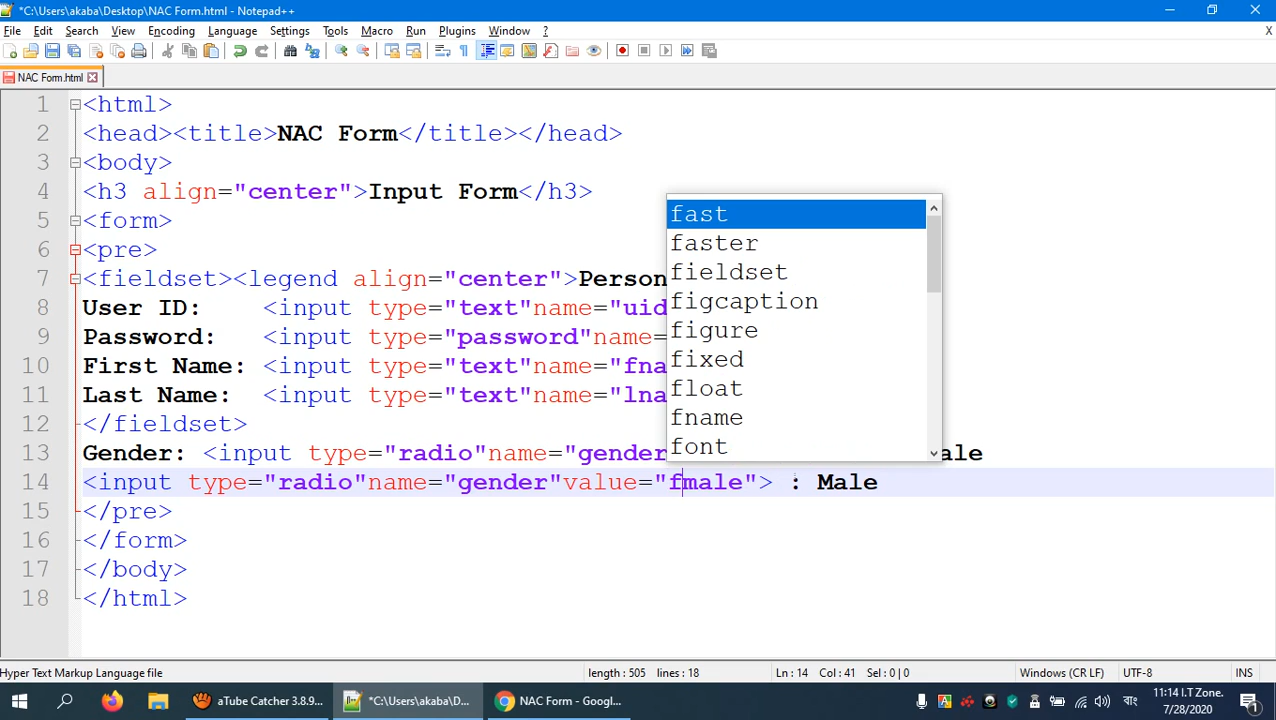 *C:\Users\akaba\Desktop\NAC Form.html - Notepad++
File Edit Search View Encoding Language Settings Tools Macro Run Plugins Window ? X
NAC Form.html
1 <html>
2 <head><title>NAC Form</title></head>
3 <body>
4 <h3 align="center">Input Form</h3>
5 <form>
6 <pre>
7 <fieldset><legend align="center">Person
8 User ID: <input type="text"name="uid
9 Password: <input type="password"name=
10 First Name: <input type="text"name="fna
11 Last Name: <input type="text"name="lna
12 </fieldset>
13 Gender: <input type="radio"name="gender ale
14 <input type="radio"name="gender"value="fmale"> : Male
15 </pre>
16 </form>
17 </body>
18 </html>
fast
faster
fieldset
figcaption
figure
fixed
float
fname
font
Hyper Text Markup Language file length : 505 lines : 18 Ln : 14 Col : 41 Sel : 0 | 0 Windows (CR LF) UTF-8 INS
aTube Catcher 3.8.9... *C:\Users\akaba\D... NAC Form - Googl... বাং 11:14 I.T Zone.
7/28/2020 1